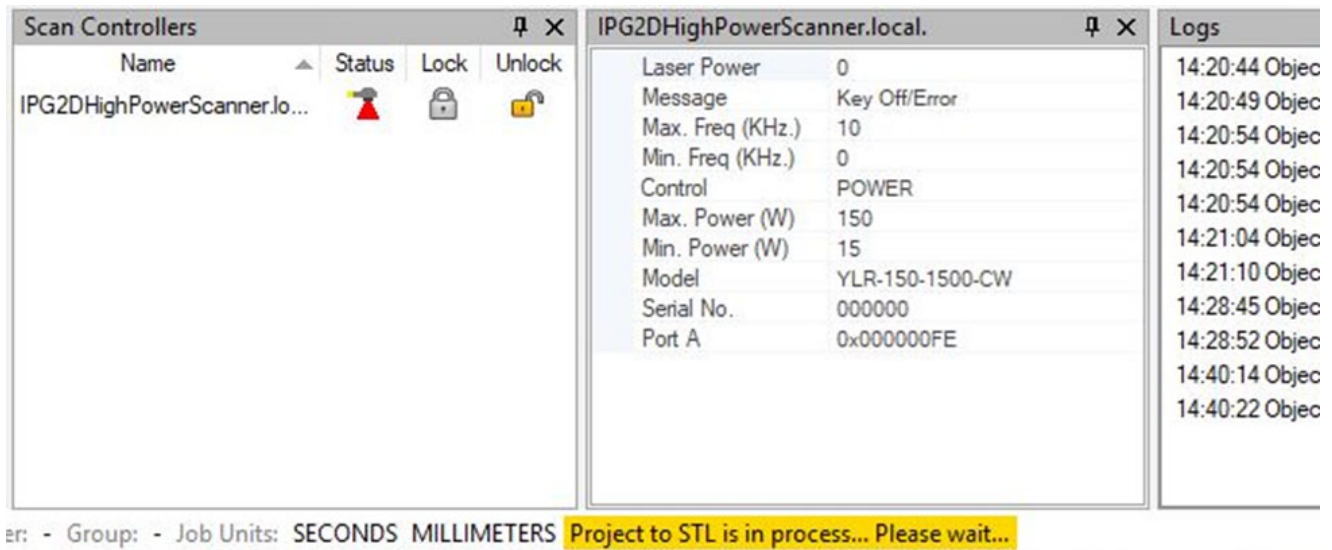 Scan Controllers
Name Status Lock Unlock
IPG2DHighPowerScanner.lo...
IPG2DHighPowerScanner.local.
Laser Power 0
Message Key Off/Error
Max. Freq (KHz.) 10
Min. Freq (KHz.) 0
Control POWER
Max. Power (W) 150
Min. Power (W) 15
Model YLR-150-1500-CW
Serial No. 000000
Port A 0x000000FE
Logs
14:20:44 Objec
14:20:49 Objec
14:20:54 Objec
14:20:54 Objec
14:20:54 Objec
14:21:04 Objec
14:21:10 Objec
14:28:45 Objec
14:28:52 Objec
14:40:14 Objec
14:40:22 Objec
er: - Group: - Job Units: SECONDS MILLIMETERS Project to STL is in process... Please wait...